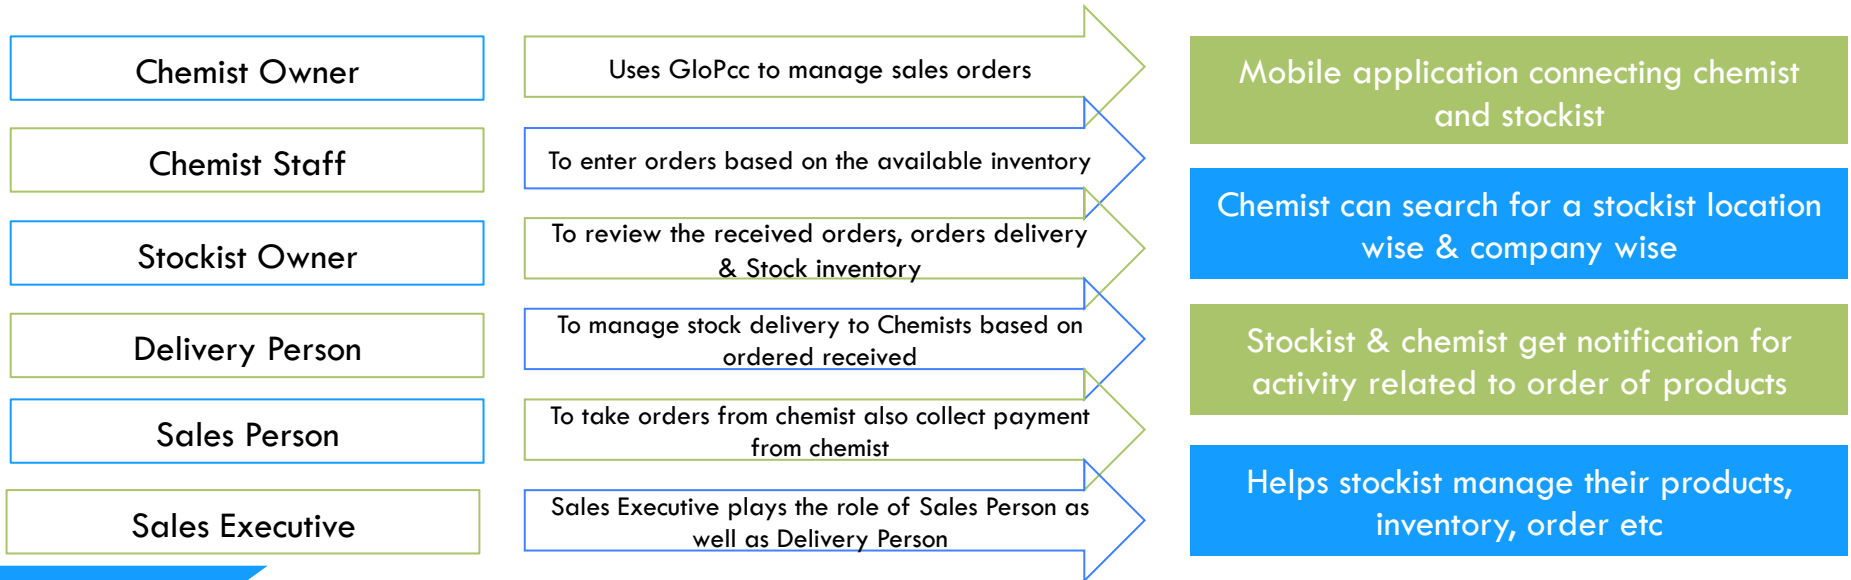 Chemist Owner
Uses GloPcc to manage sales orders
Mobile application connecting chemist
and stockist
Chemist Staff
To enter orders based on the available inventory
Chemist can search for a stockist location
wise & company wise
Stockist Owner
To review the received orders, orders delivery
& Stock inventory
Delivery Person
To manage stock delivery to Chemists based on
ordered received
Stockist & chemist get notification for
activity related to order of products
Sales Person
To take orders from chemist also collect payment
from chemist
Helps stockist manage their products,
inventory, order etc
Sales Executive
Sales Executive plays the role of Sales Person as
well as Delivery Person